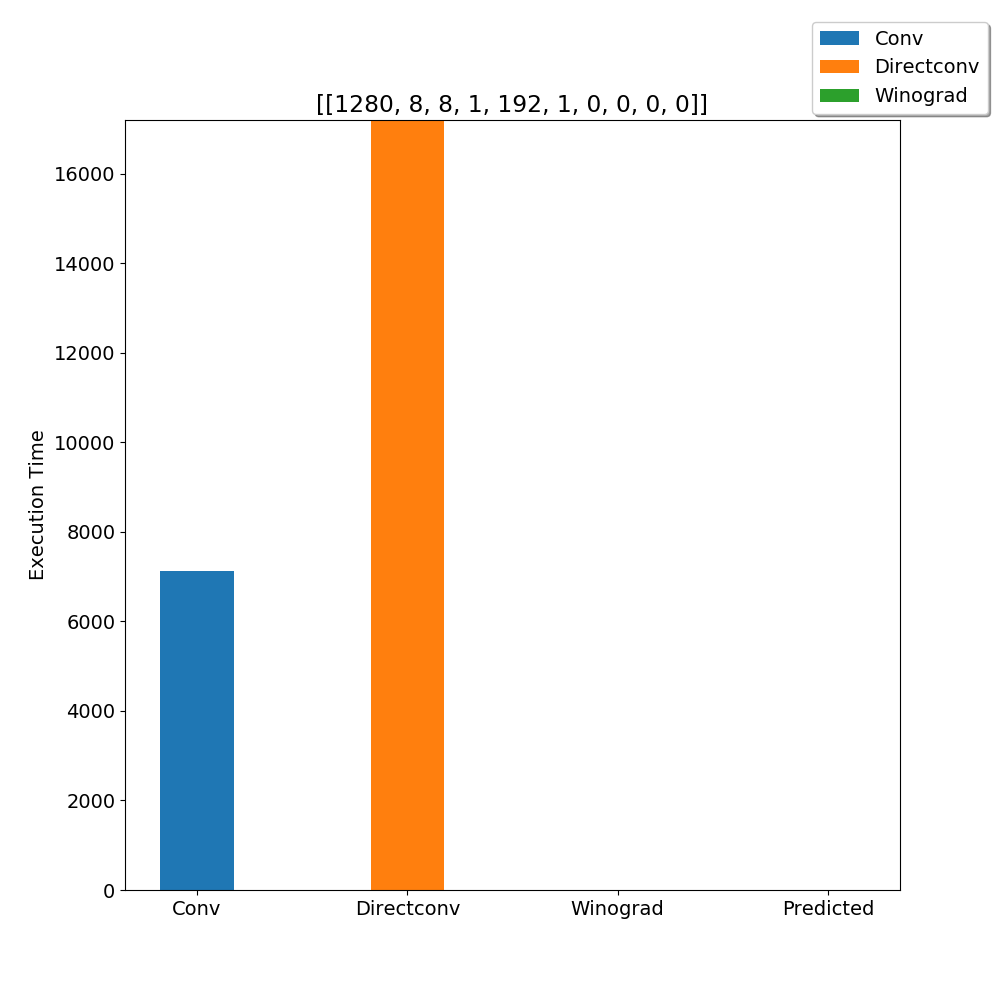 Conv
Directconv
Winograd
[[1280, 8, 8, 1, 192, 1, 0, 0, 0, 0]]
Execution Time
16000
14000
12000
10000
8000
6000
4000
2000
0
Conv Directconv Winograd Predicted